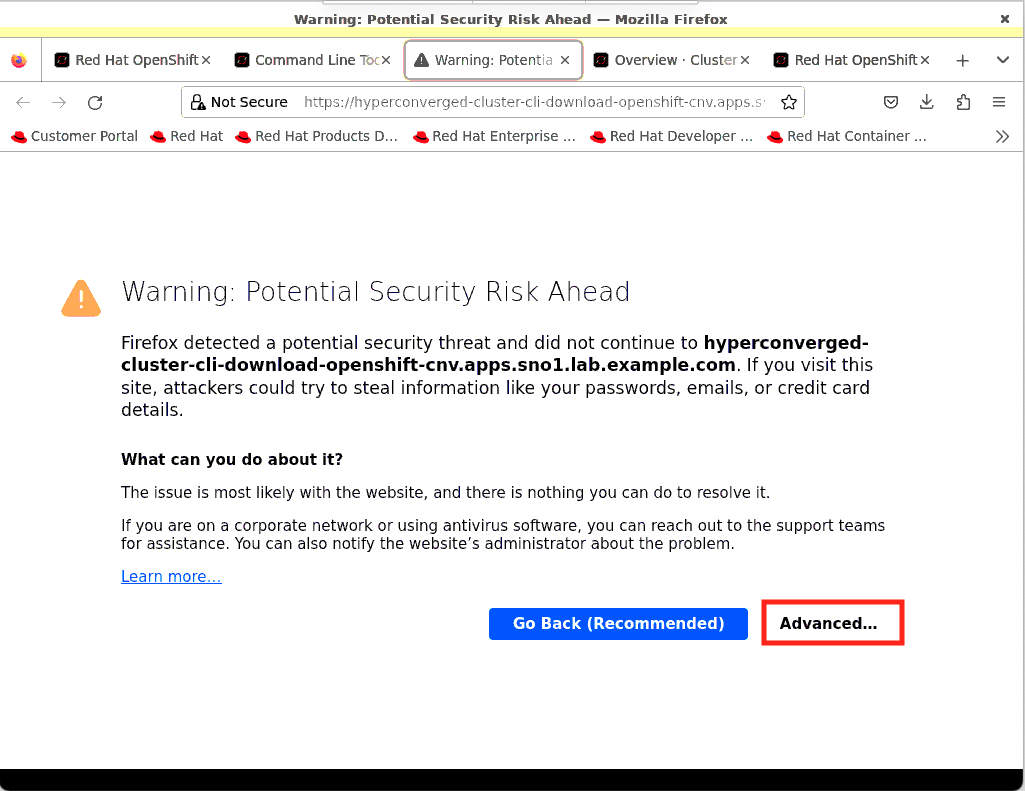 Warning: Potential Security Risk Ahead — Mozilla Firefox
Red Hat OpenShift
Command Line Too
Warning: Potentia
Overview · Cluster
Red Hat OpenShift
Not Secure https://hyperconverged-cluster-cli-download-openshift-cnv.apps.s
Customer Portal Red Hat Red Hat Products D... Red Hat Enterprise ... Red Hat Developer ... Red Hat Container ...
Warning: Potential Security Risk Ahead
Firefox detected a potential security threat and did not continue to hyperconverged-
cluster-cli-download-openshift-cnv.apps.sno1.lab.example.com. If you visit this
site, attackers could try to steal information like your passwords, emails, or credit card
details.
What can you do about it?
The issue is most likely with the website, and there is nothing you can do to resolve it.
If you are on a corporate network or using antivirus software, you can reach out to the support teams
for assistance. You can also notify the website’s administrator about the problem.
Learn more…
Go Back (Recommended)
Advanced…